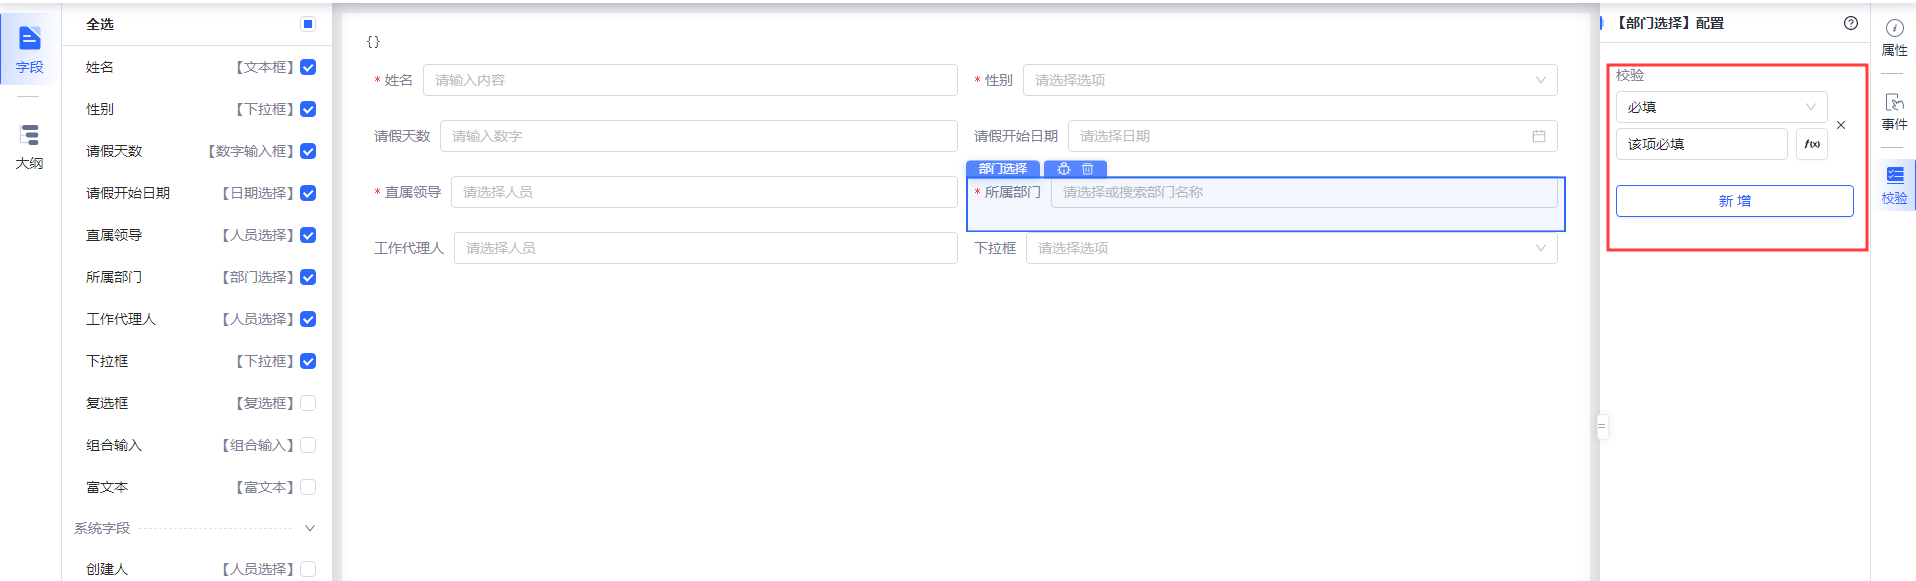 字段
大纲
全选
姓名 【文本框】
性别 【下拉框】
请假天数 【数字输入框】
请假开始日期 【日期选择】
直属领导 【人员选择】
所属部门 【部门选择】
工作代理人 【人员选择】
下拉框 【下拉框】
复选框 【复选框】
组合输入 【组合输入】
富文本 【富文本】
系统字段
创建人 【人员选择】
{}
* 姓名 请输入内容 * 性别 请选择选项
请假天数 请输入数字 请假开始日期 请选择日期
部门选择
* 直属领导 请选择人员 * 所属部门 请选择或搜索部门名称
工作代理人 请选择人员 下拉框 请选择选项
【部门选择】配置
校验
必填
该项必填 f(x)
新 增
属性
事件
校验